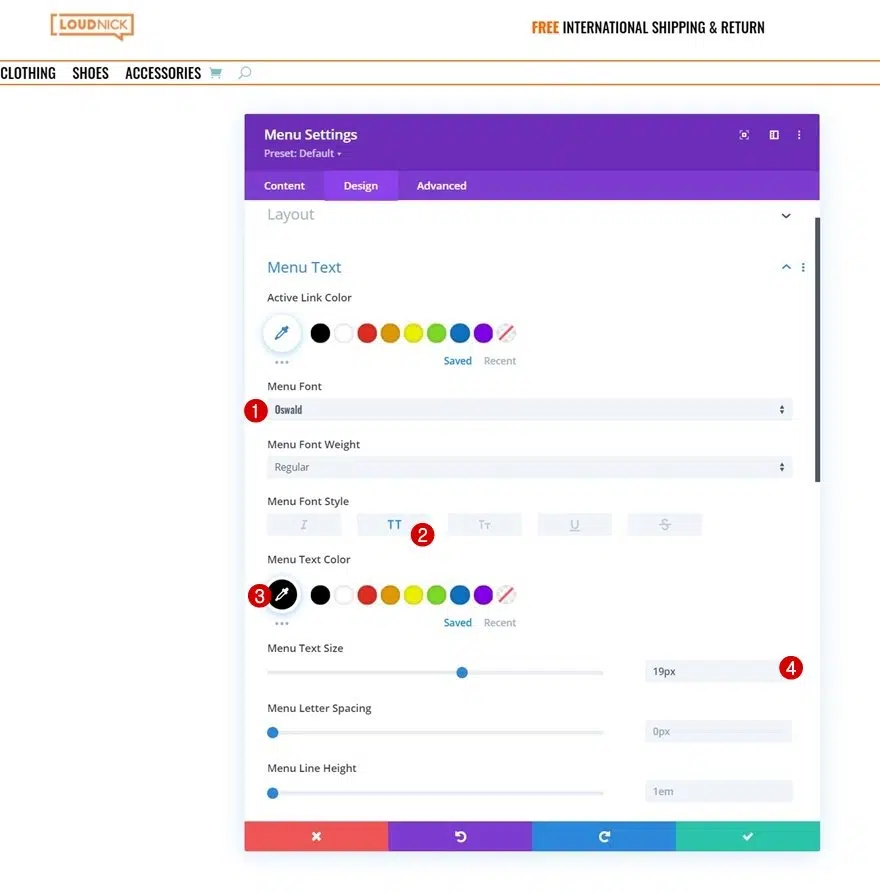 LOUDNICK
FREE INTERNATIONAL SHIPPING & RETURN
CLOTHING SHOES ACCESSORIES
Menu Settings
Preset: Default
Content Design Advanced
Layout
Menu Text
Active Link Color
Saved Recent
Menu Font
1 Oswald
Menu Font Weight
Regular
Menu Font Style
I TT 2 TT U S
Menu Text Color
3
Saved Recent
Menu Text Size
19px 4
Menu Letter Spacing
0px
Menu Line Height
1em